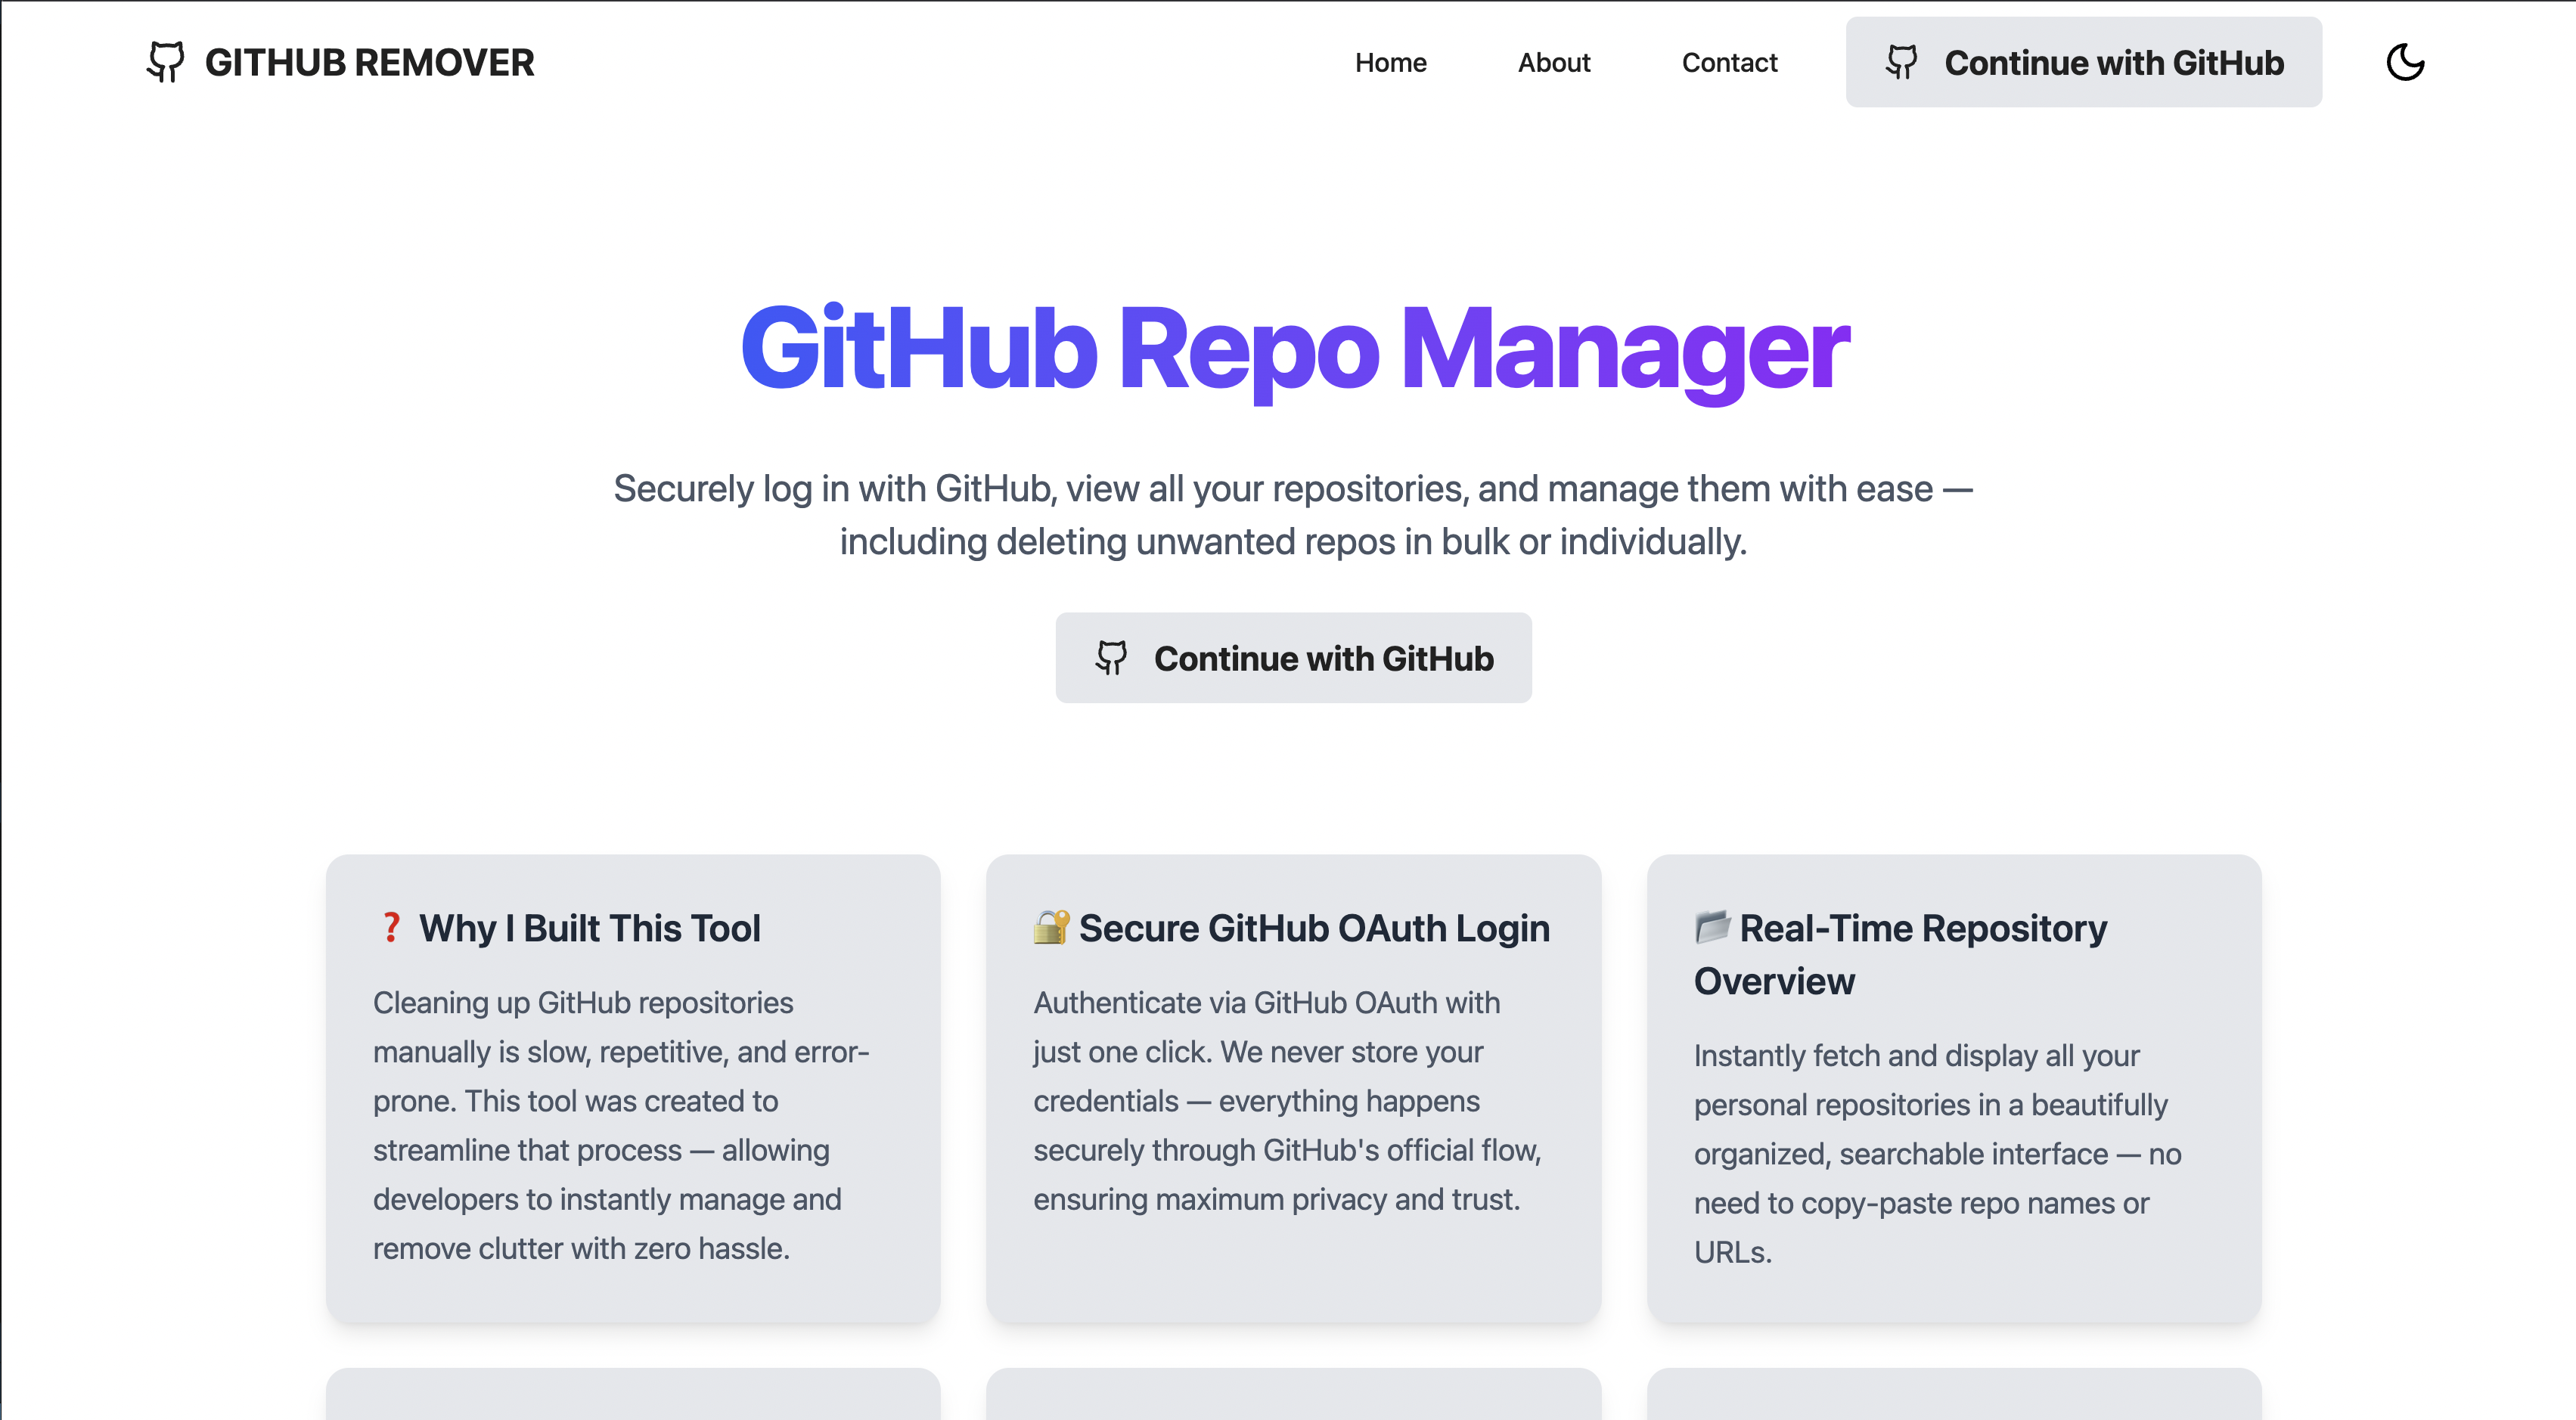 GITHUB REMOVER
Home
About
Contact
Continue with GitHub
GitHub Repo Manager
Securely log in with GitHub, view all your repositories, and manage them with ease —
including deleting unwanted repos in bulk or individually.
Continue with GitHub
❓ Why I Built This Tool
Cleaning up GitHub repositories
manually is slow, repetitive, and error-
prone. This tool was created to
streamline that process — allowing
developers to instantly manage and
remove clutter with zero hassle.
🔐 Secure GitHub OAuth Login
Authenticate via GitHub OAuth with
just one click. We never store your
credentials — everything happens
securely through GitHub's official flow,
ensuring maximum privacy and trust.
📂 Real-Time Repository
Overview
Instantly fetch and display all your
personal repositories in a beautifully
organized, searchable interface — no
need to copy-paste repo names or
URLs.